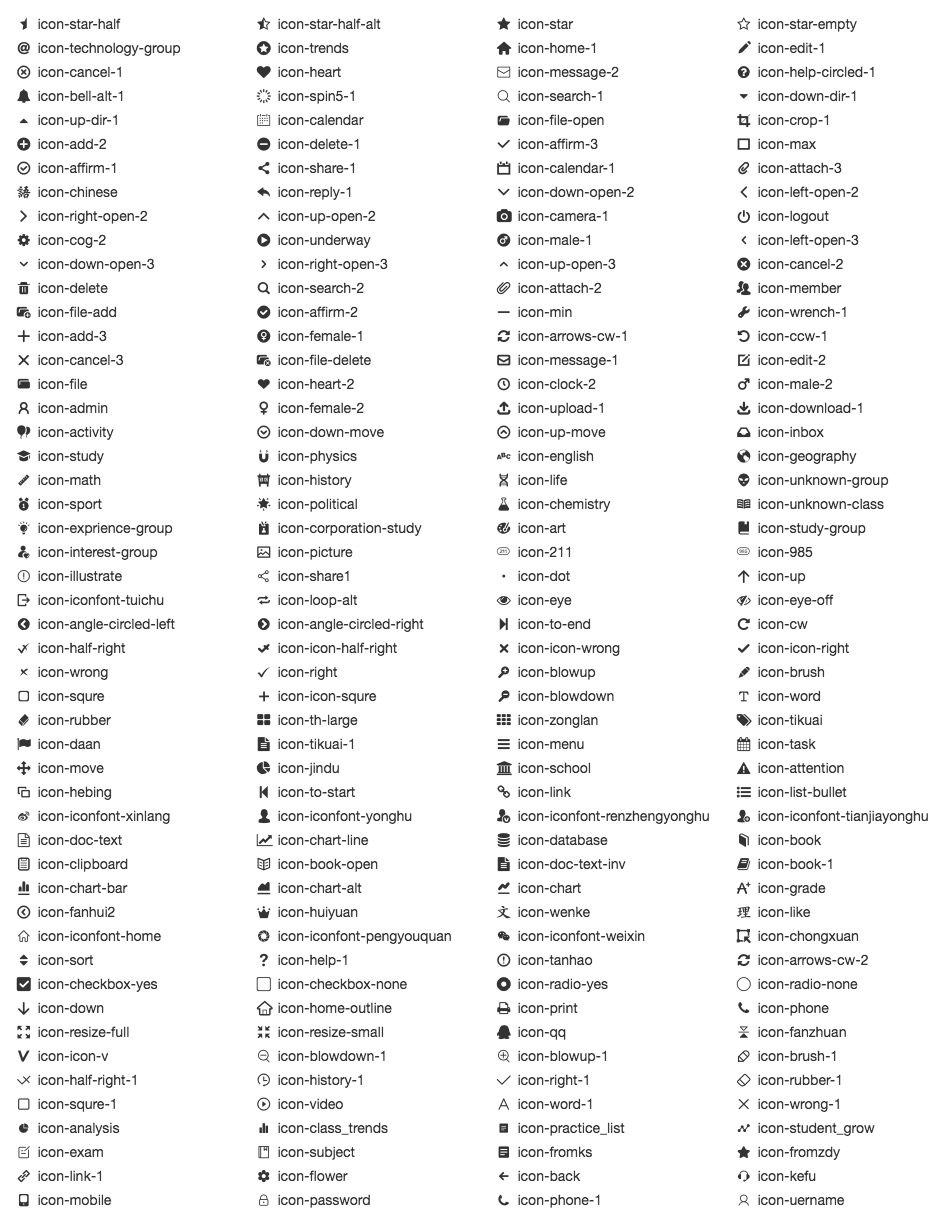 icon-star-half icon-star-half-alt icon-star icon-star-empty
icon-technology-group icon-trends icon-home-1 icon-edit-1
icon-cancel-1 icon-heart icon-message-2 icon-help-circled-1
icon-bell-alt-1 icon-spin5-1 icon-search-1 icon-down-dir-1
icon-up-dir-1 icon-calendar icon-file-open icon-crop-1
icon-add-2 icon-delete-1 icon-affirm-3 icon-max
icon-affirm-1 icon-share-1 icon-calendar-1 icon-attach-3
icon-chinese icon-reply-1 icon-down-open-2 icon-left-open-2
icon-right-open-2 icon-up-open-2 icon-camera-1 icon-logout
icon-cog-2 icon-underway icon-male-1 icon-left-open-3
icon-down-open-3 icon-right-open-3 icon-up-open-3 icon-cancel-2
icon-delete icon-search-2 icon-attach-2 icon-member
icon-file-add icon-affirm-2 icon-min icon-wrench-1
icon-add-3 icon-female-1 icon-arrows-cw-1 icon-ccw-1
icon-cancel-3 icon-file-delete icon-message-1 icon-edit-2
icon-file icon-heart-2 icon-clock-2 icon-male-2
icon-admin icon-female-2 icon-upload-1 icon-download-1
icon-activity icon-down-move icon-up-move icon-inbox
icon-study icon-physics ABC icon-english icon-geography
icon-math icon-history icon-life icon-unknown-group
icon-sport icon-political icon-chemistry icon-unknown-class
icon-exprience-group icon-corporation-study icon-art icon-study-group
icon-interest-group icon-picture 211 icon-211 985 icon-985
icon-illustrate icon-share1 icon-dot icon-up
icon-iconfont-tuichu icon-loop-alt icon-eye icon-eye-off
icon-angle-circled-left icon-angle-circled-right icon-to-end icon-cw
icon-half-right icon-icon-half-right icon-icon-wrong icon-icon-right
icon-wrong icon-right icon-blowup icon-brush
icon-squre icon-icon-squre icon-blowdown T icon-word
icon-rubber icon-th-large icon-zonglan icon-tikuai
icon-daan icon-tikuai-1 icon-menu icon-task
icon-move icon-jindu icon-school icon-attention
icon-hebing icon-to-start icon-link icon-list-bullet
icon-iconfont-xinlang icon-iconfont-yonghu icon-iconfont-renzhengyonghu icon-iconfont-tianjiayonghu
icon-doc-text icon-chart-line icon-database icon-book
icon-clipboard icon-book-open icon-doc-text-inv icon-book-1
icon-chart-bar icon-chart-alt icon-chart A+ icon-grade
icon-fanhui2 icon-huiyuan 文 icon-wenke 理 icon-like
icon-iconfont-home icon-iconfont-pengyouquan icon-iconfont-weixin icon-chongxuan
icon-sort ? icon-help-1 icon-tanhao icon-arrows-cw-2
icon-checkbox-yes icon-checkbox-none icon-radio-yes icon-radio-none
icon-down icon-home-outline icon-print icon-phone
icon-resize-full icon-resize-small icon-qq icon-fanzhuan
V icon-icon-v icon-blowdown-1 icon-blowup-1 icon-brush-1
icon-half-right-1 icon-history-1 icon-right-1 icon-rubber-1
icon-squre-1 icon-video A icon-word-1 icon-wrong-1
icon-analysis icon-class_trends icon-practice_list icon-student_grow
icon-exam icon-subject icon-fromks icon-fromzdy
icon-link-1 icon-flower icon-back icon-kefu
icon-mobile icon-password icon-phone-1 icon-uername